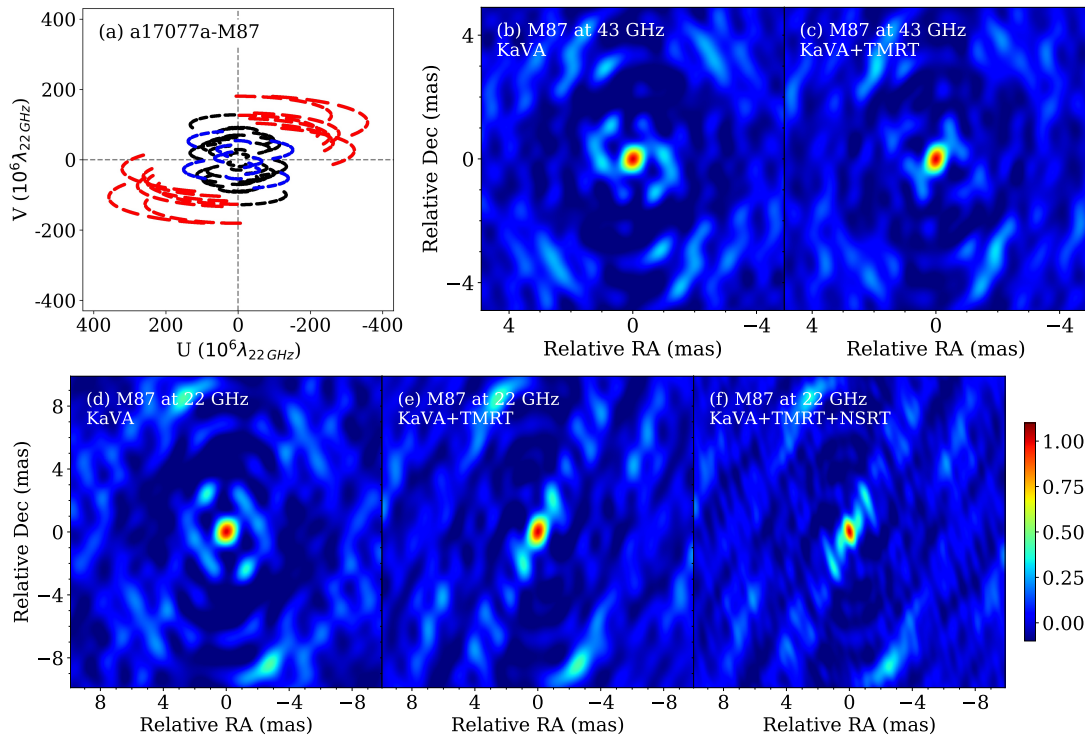 (a) a17077a-M87
400
200
0
-200
-400
400 200 0 -200 -400
V (10⁶λ₂₂ GHz)
U (10⁶λ₂₂ GHz)
(b) M87 at 43 GHz
KaVA
(c) M87 at 43 GHz
KaVA+TMRT
4
0
−4
Relative Dec (mas)
4 0 −4
4 0 −4
Relative RA (mas)
Relative RA (mas)
(d) M87 at 22 GHz
KaVA
(e) M87 at 22 GHz
KaVA+TMRT
(f) M87 at 22 GHz
KaVA+TMRT+NSRT
8
4
0
−4
−8
Relative Dec (mas)
8 4 0 −4 −8
8 4 0 −4 −8
8 4 0 −4 −8
Relative RA (mas)
Relative RA (mas)
Relative RA (mas)
1.00
0.75
0.50
0.25
0.00